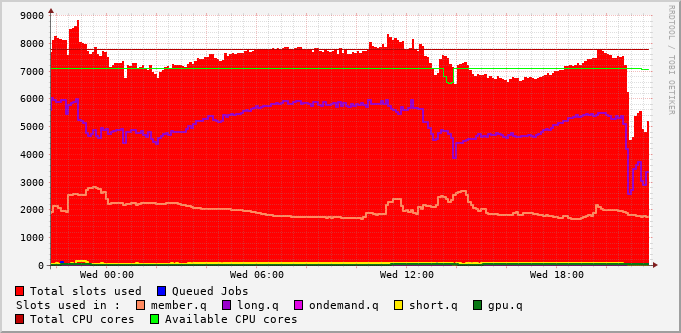 9000
8000
7000
6000
5000
4000
3000
2000
1000
0
Wed 00:00 Wed 06:00 Wed 12:00 Wed 18:00
RRDTOOL / TOBI OETIKER
Total slots used Queued Jobs
Slots used in : member.q long.q ondemand.q short.q gpu.q
Total CPU cores Available CPU cores